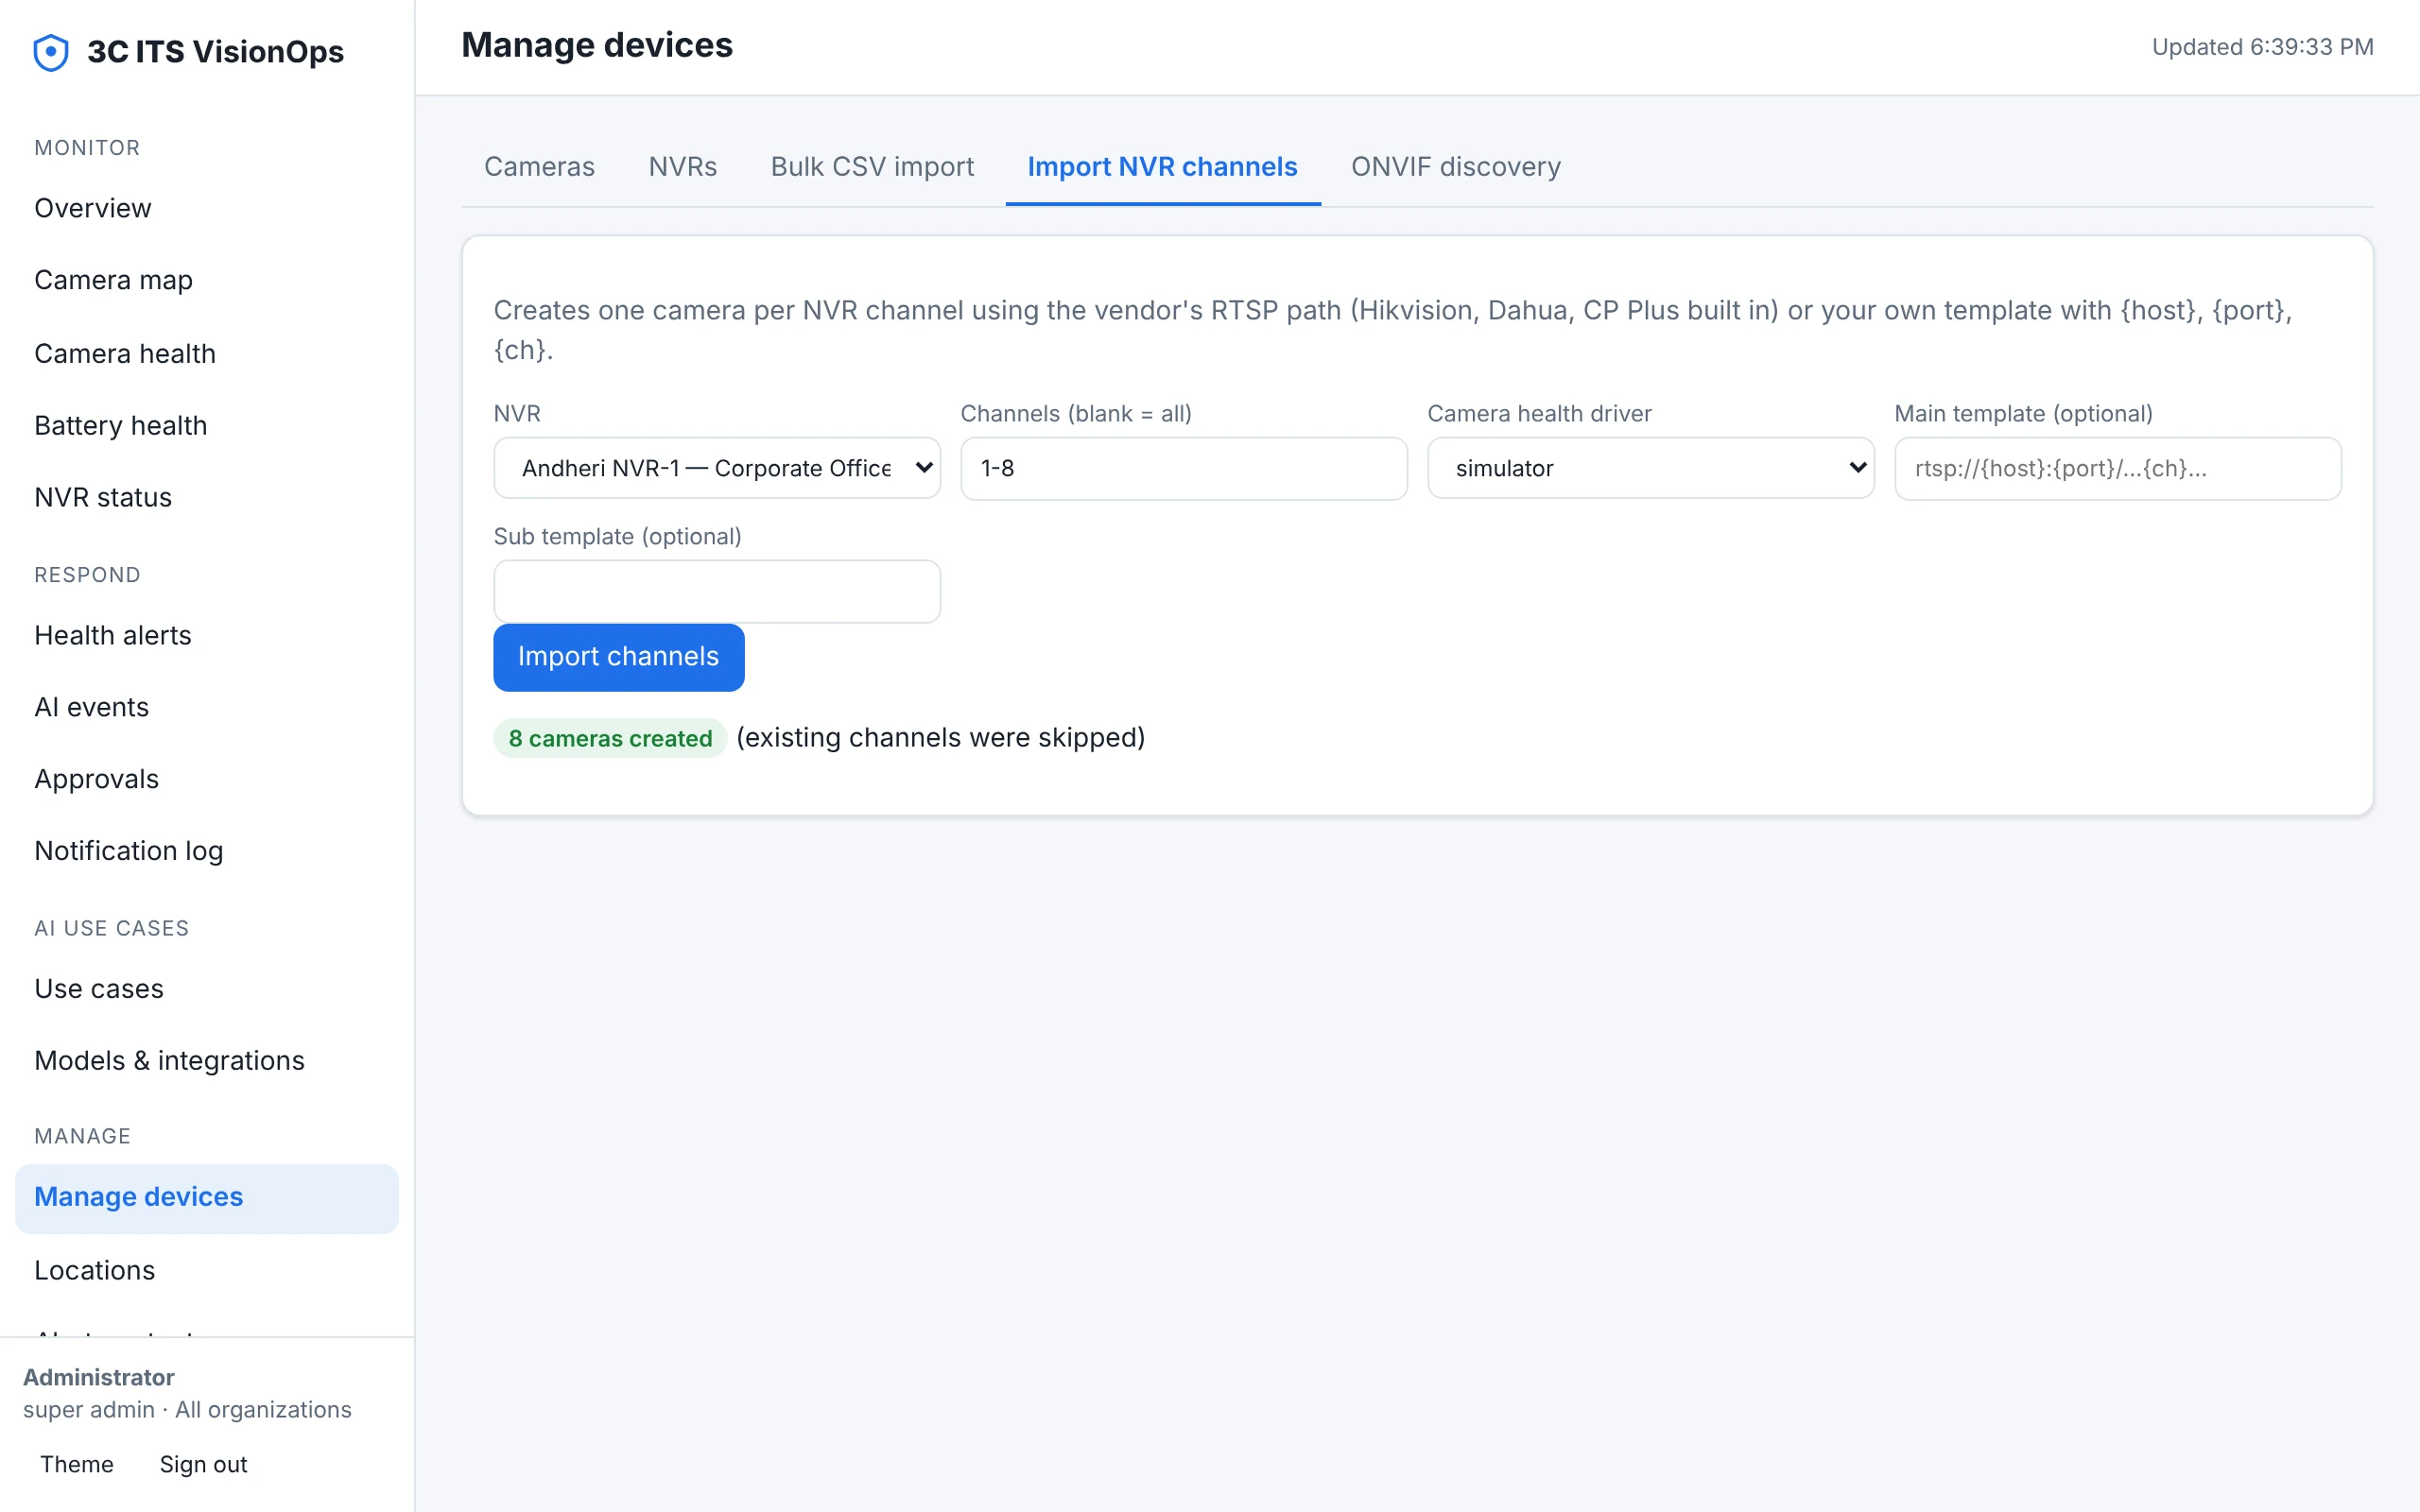 3C ITS VisionOps
MONITOR
Overview
Camera map
Camera health
Battery health
NVR status
RESPOND
Health alerts
AI events
Approvals
Notification log
AI USE CASES
Use cases
Models & integrations
MANAGE
Manage devices
Locations
Administrator
super admin · All organizations
Theme
Sign out
Manage devices
Updated 6:39:33 PM
Cameras
NVRs
Bulk CSV import
Import NVR channels
ONVIF discovery
Creates one camera per NVR channel using the vendor's RTSP path (Hikvision, Dahua, CP Plus built in) or your own template with {host}, {port},
{ch}.
NVR
Andheri NVR-1 — Corporate Office
Channels (blank = all)
1-8
Camera health driver
simulator
Main template (optional)
rtsp://{host}:{port}/...{ch}...
Sub template (optional)
Import channels
8 cameras created (existing channels were skipped)